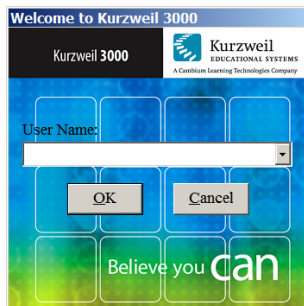 Welcome to Kurzweil 3000
Kurzweil 3000
Kurzweil
EDUCATIONAL SYSTEMS
A Cambium Learning Technologies Company
User Name:
OK Cancel
Believe you can